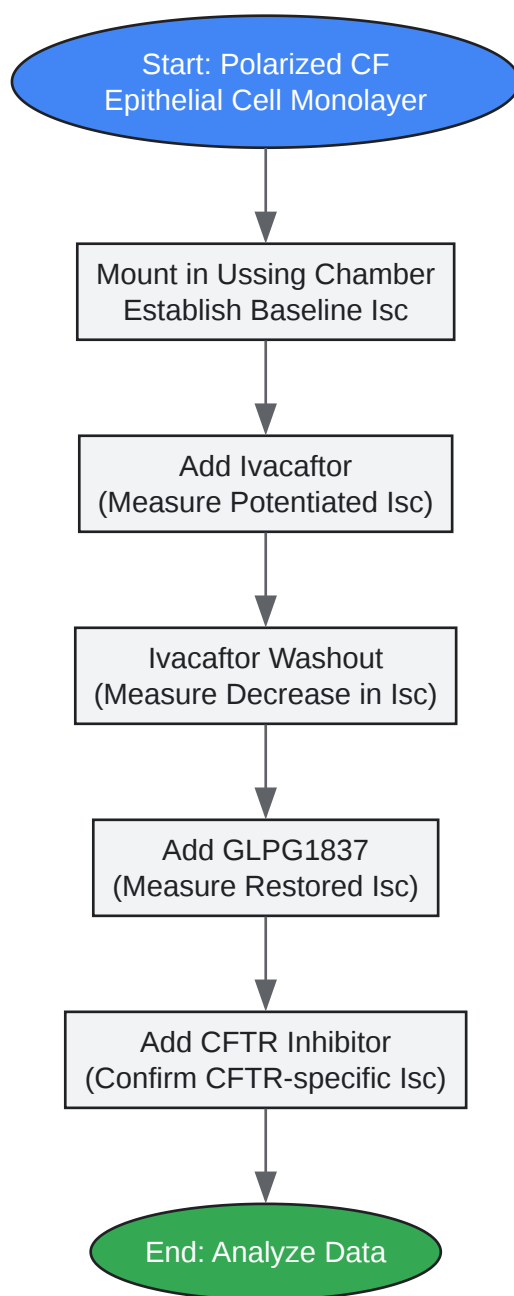 Start: Polarized CF
Epithelial Cell Monolayer
Mount in Ussing Chamber
Establish Baseline Isc
Add Ivacaftor
(Measure Potentiated Isc)
Ivacaftor Washout
(Measure Decrease in Isc)
Add GLPG1837
(Measure Restored Isc)
Add CFTR Inhibitor
(Confirm CFTR-specific Isc)
End: Analyze Data